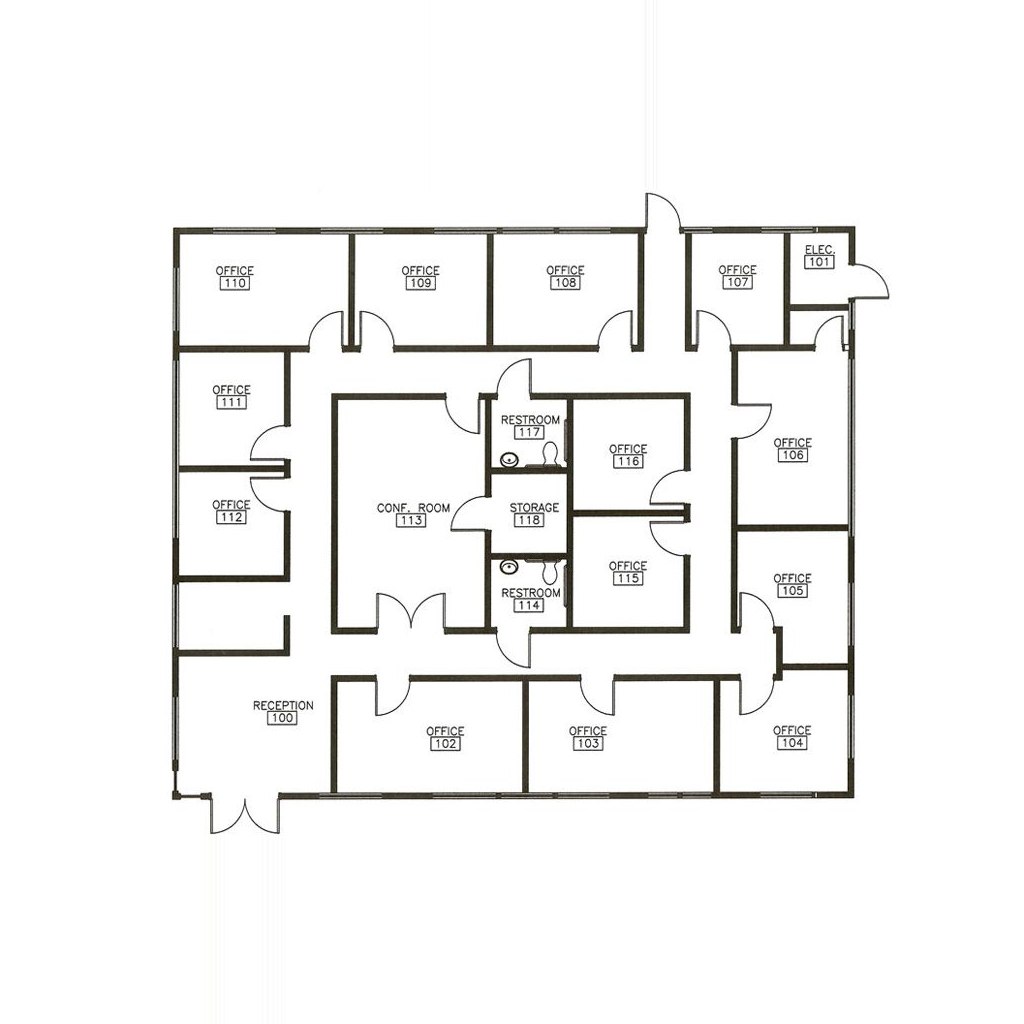 OFFICE
110
OFFICE
109
OFFICE
108
OFFICE
107
ELEC.
101
OFFICE
111
RESTROOM
117
OFFICE
116
OFFICE
106
OFFICE
112
CONF. ROOM
113
STORAGE
118
OFFICE
115
OFFICE
105
RESTROOM
114
RECEPTION
100
OFFICE
102
OFFICE
103
OFFICE
104